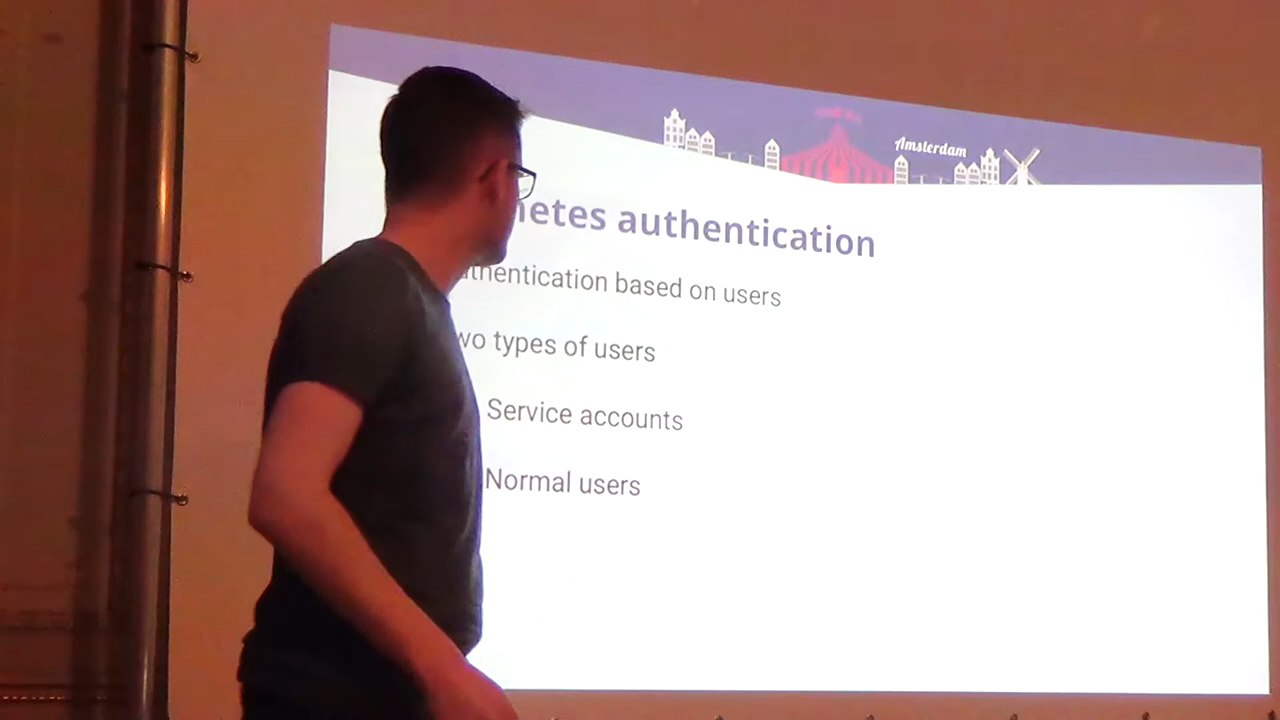 Amsterdam
netes authentication
thentication based on users
wo types of users
Service accounts
Normal users